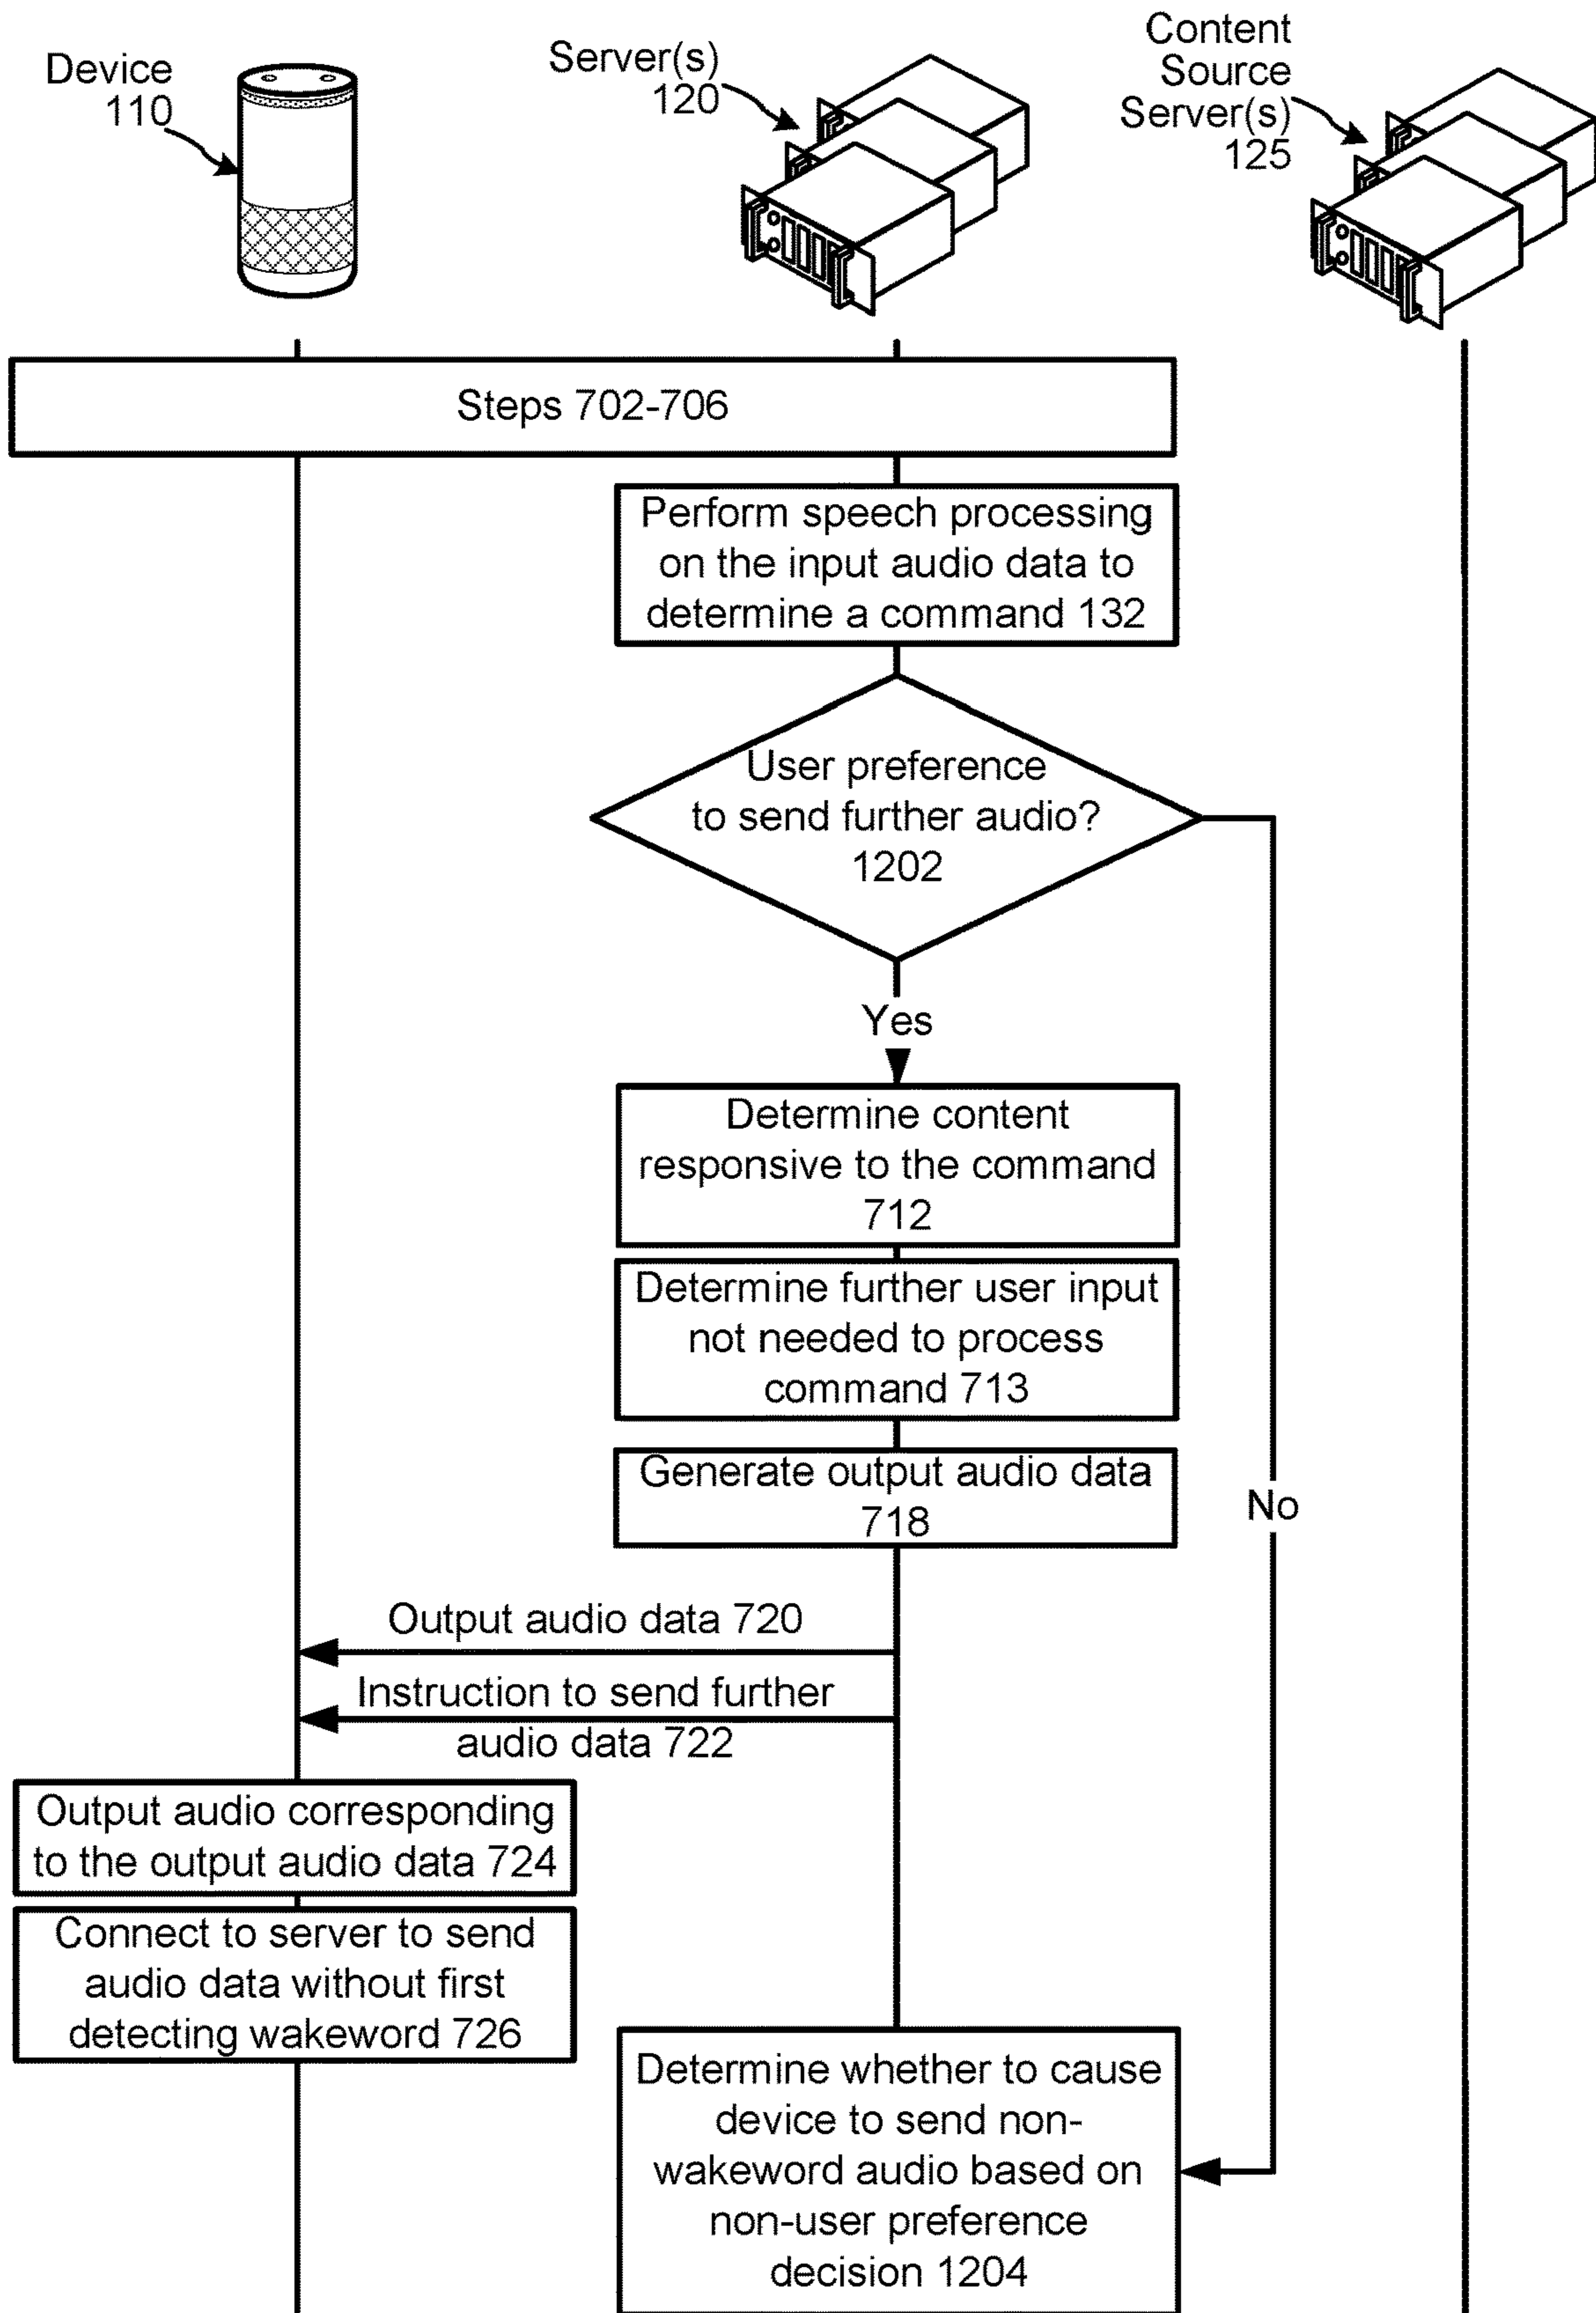 Device
110
Server(s)
120
Content
Source
Server(s)
125
Steps 702-706
Perform speech processing
on the input audio data to
determine a command 132
User preference
to send further audio?
1202
Yes
Determine content
responsive to the command
712
Determine further user input
not needed to process
command 713
Generate output audio data
718
No
Output audio data 720
Instruction to send further
audio data 722
Output audio corresponding
to the output audio data 724
Connect to server to send
audio data without first
detecting wakeword 726
Determine whether to cause
device to send non-
wakeword audio based on
non-user preference
decision 1204